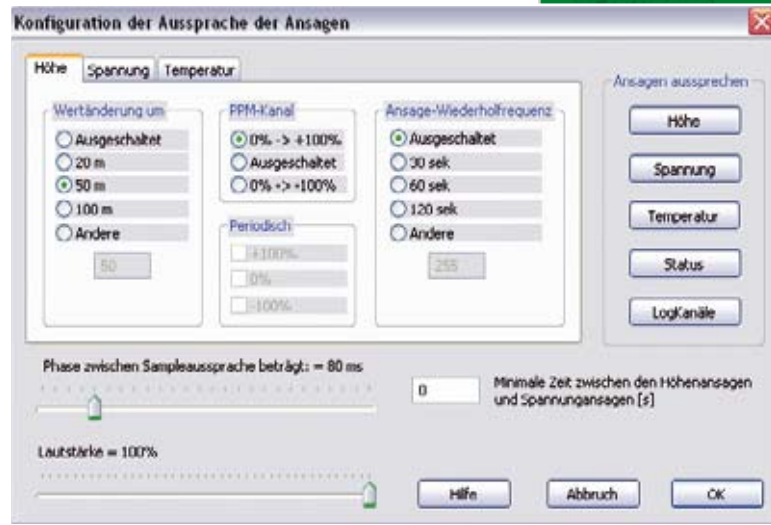 Konfiguration der Aussprache der Ansagen
Höhe
Spannung
Temperatur
Wertänderung um
Ausgeschaltet
20 m
50 m
100 m
Andere
50
PPM-Kanal
0% -> +100%
Ausgeschaltet
0% -> -100%
Periodisch
+100%
0%
-100%
Ansage-Wiederholfrequenz
Ausgeschaltet
30 sek
60 sek
120 sek
Andere
255
Ansagen aussprechen
Höhe
Spannung
Temperatur
Status
LogKanäle
Phase zwischen Sampleaussprache beträgt: = 80 ms
0
Minimale Zeit zwischen den Höhenansagen
und Spannungansagen [s]
Lautstärke = 100%
Hilfe
Abbruch
OK